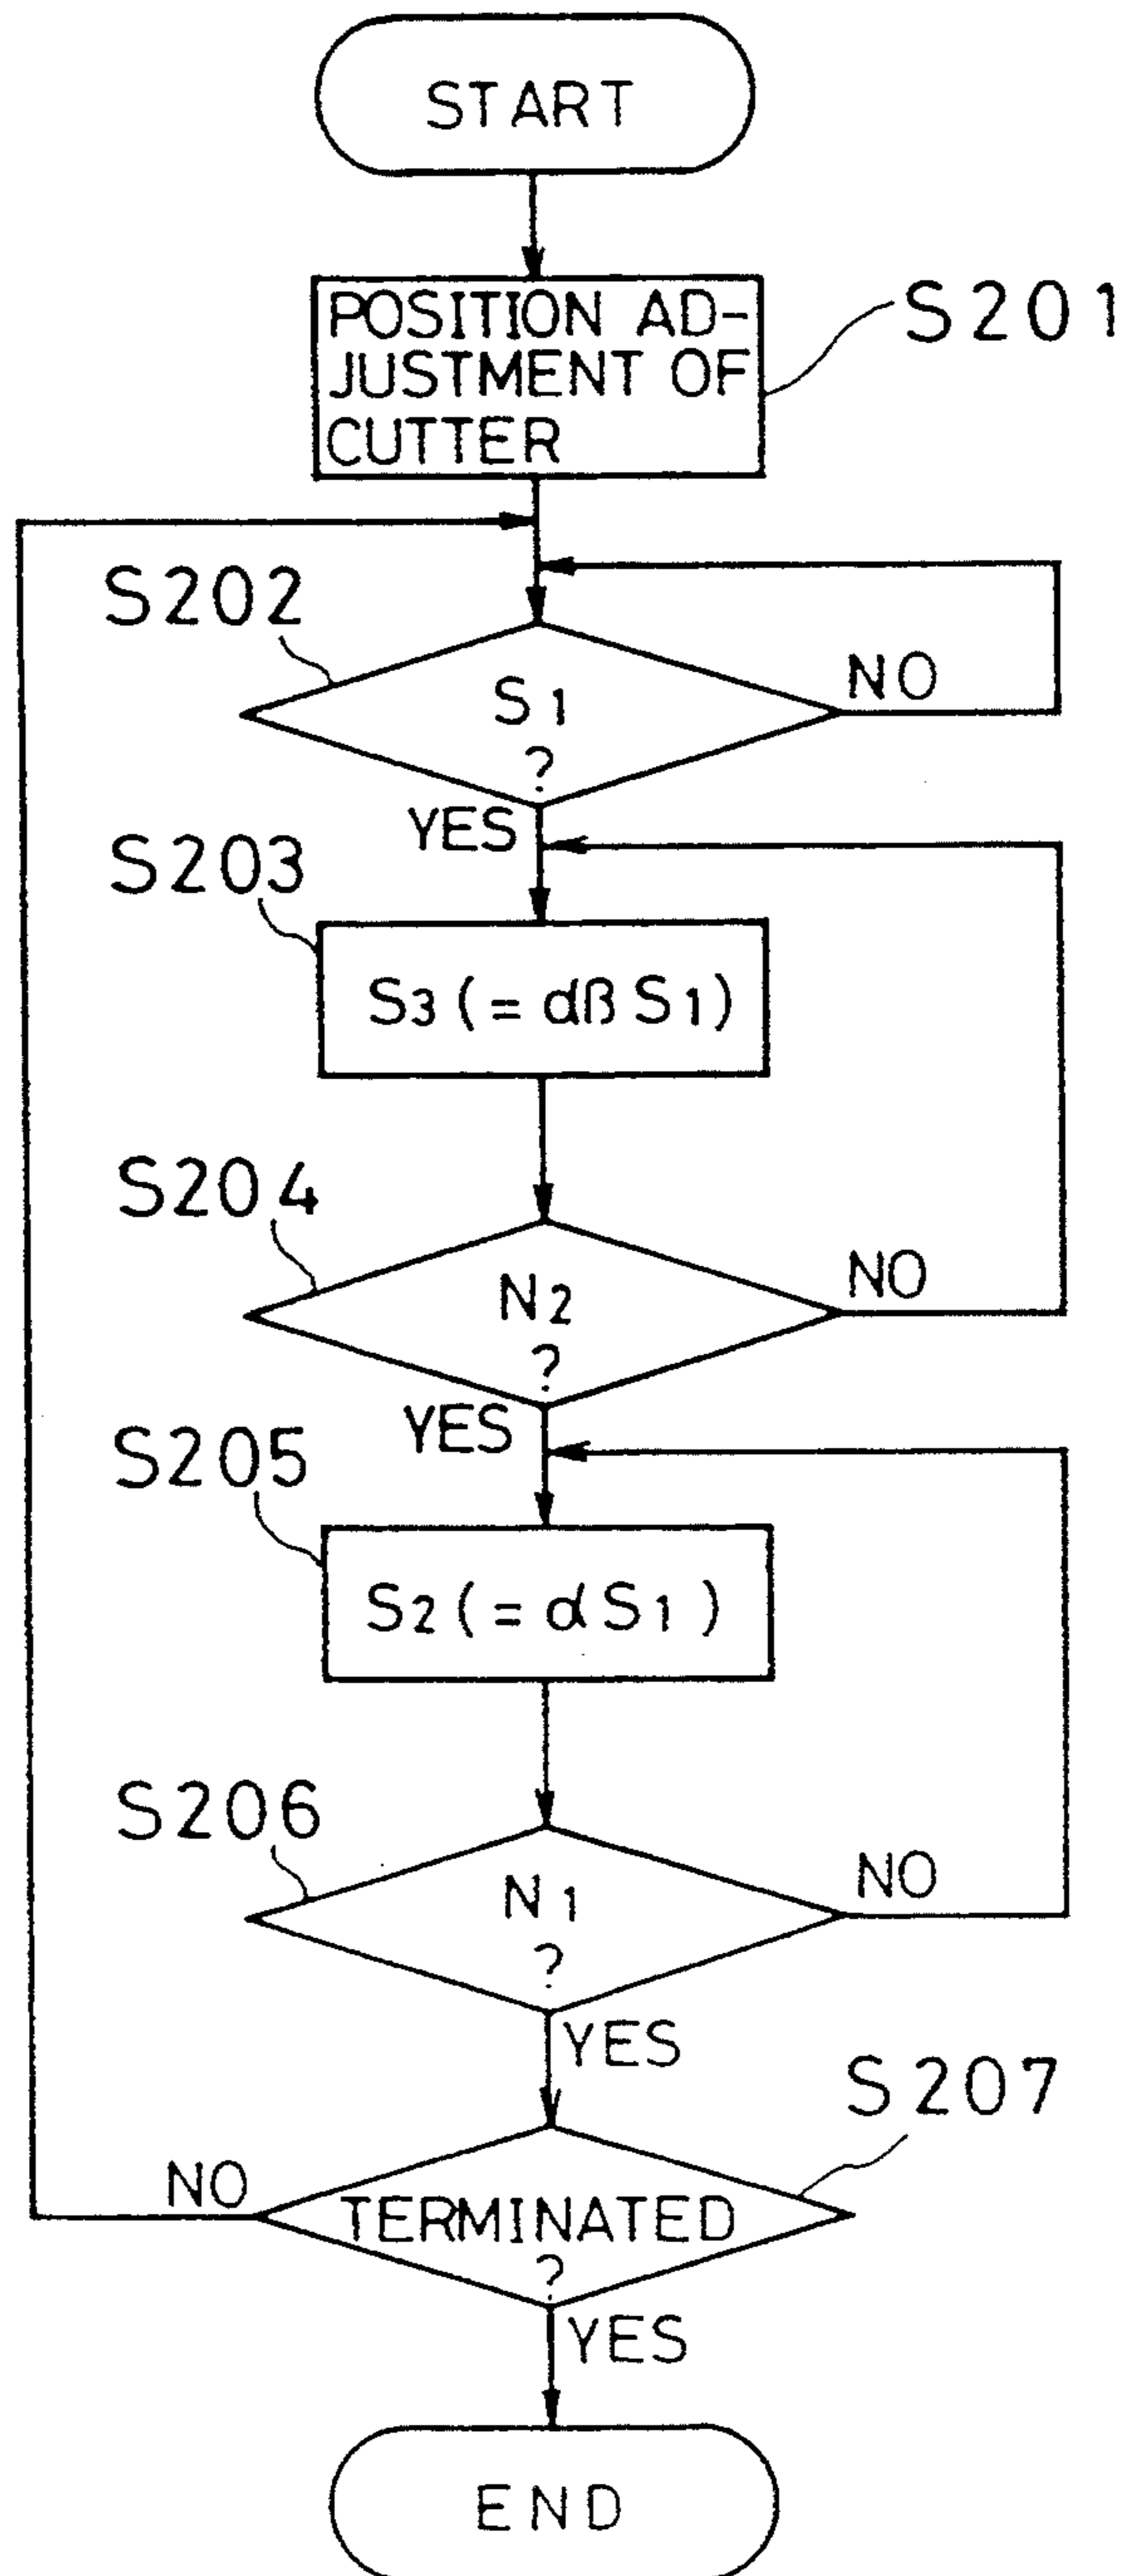 START
POSITION AD-
JUSTMENT OF
CUTTER
S201
S202
S1
?
NO
YES
S203
S3 (= αβ S1)
S204
N2
?
NO
YES
S205
S2 (= α S1)
S206
N1
?
NO
YES
S207
NO
TERMINATED
?
YES
END